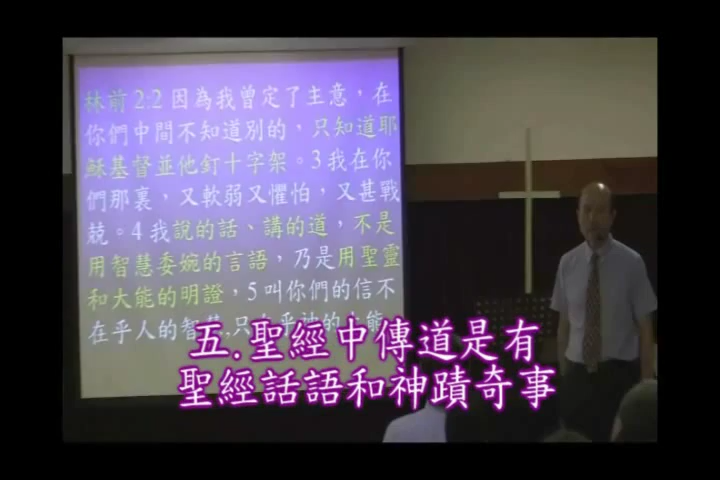 林前 2:2 因為我曾定了主意，在
你們中間不知道別的，只知道耶
穌基督並他釘十字架。3 我在你
們那裏，又軟弱又懼怕，又甚戰
兢。4 我說的話、講的道，不是
用智慧委婉的言語，乃是用聖靈
和大能的明證，5 叫你們的信不
在乎人的智
五.聖經中傳道是有
聖經話語和神蹟奇事